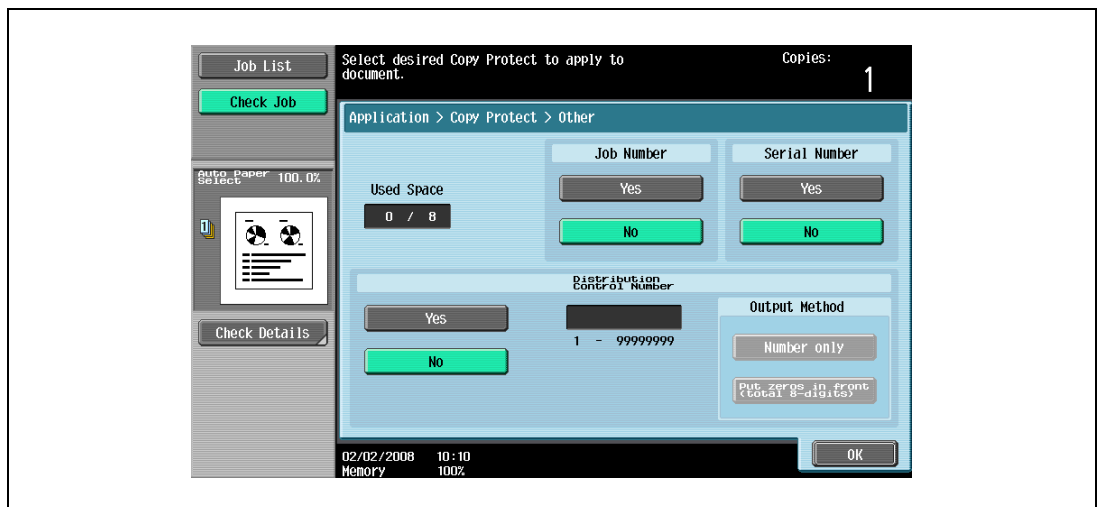 Job List
Check Job
Select desired Copy Protect to apply to
document.
Copies:
1
Application > Copy Protect > Other
Auto Paper
Select
100.0%
1
Check Details
Used Space
0 / 8
Job Number
Yes
No
Serial Number
Yes
No
Distribution
Control Number
Yes
No
1 - 99999999
Output Method
Number only
Put zeros in front
(total 8-digits)
02/02/2008 10:10
Memory 100%
OK